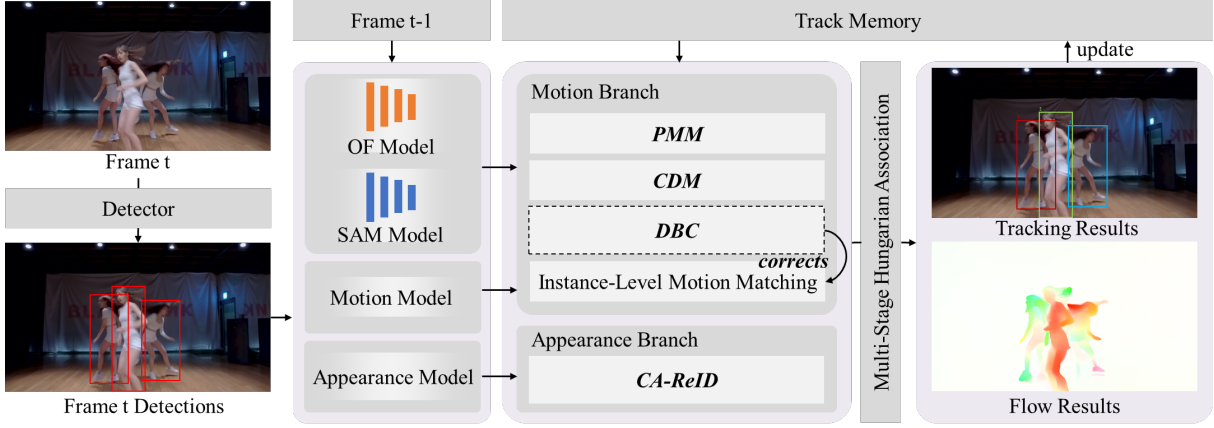 Frame t-1
Track Memory
Frame t
Detector
Frame t Detections
OF Model
SAM Model
Motion Model
Appearance Model
Motion Branch
PMM
CDM
DBC
corrects
Instance-Level Motion Matching
Appearance Branch
CA-ReID
Multi-Stage Hungarian Association
update
Tracking Results
Flow Results